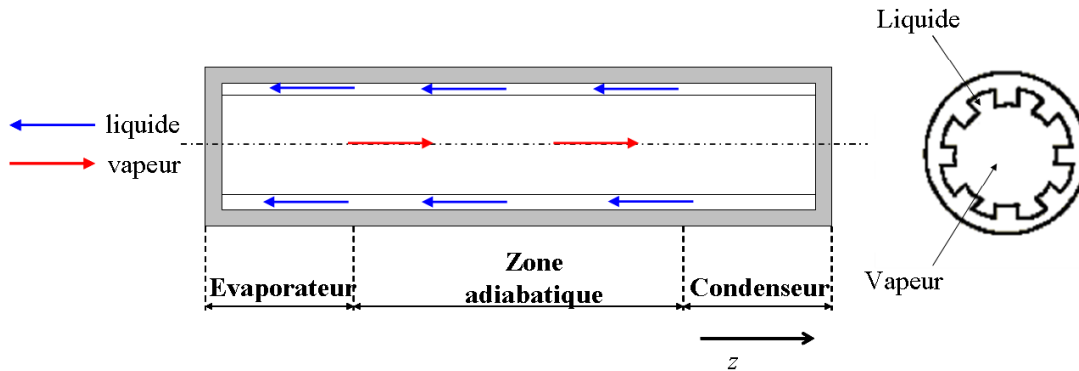 Liquide
liquide
vapeur
Evaporateur
Zone
adiabatique
Condenseur
Vapeur
z